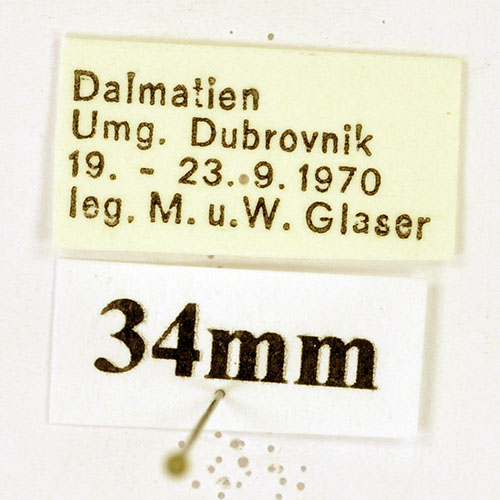 Dalmatien
Umg. Dubrovnik
19. - 23. 9. 1970
leg. M. u. W. Glaser
34mm